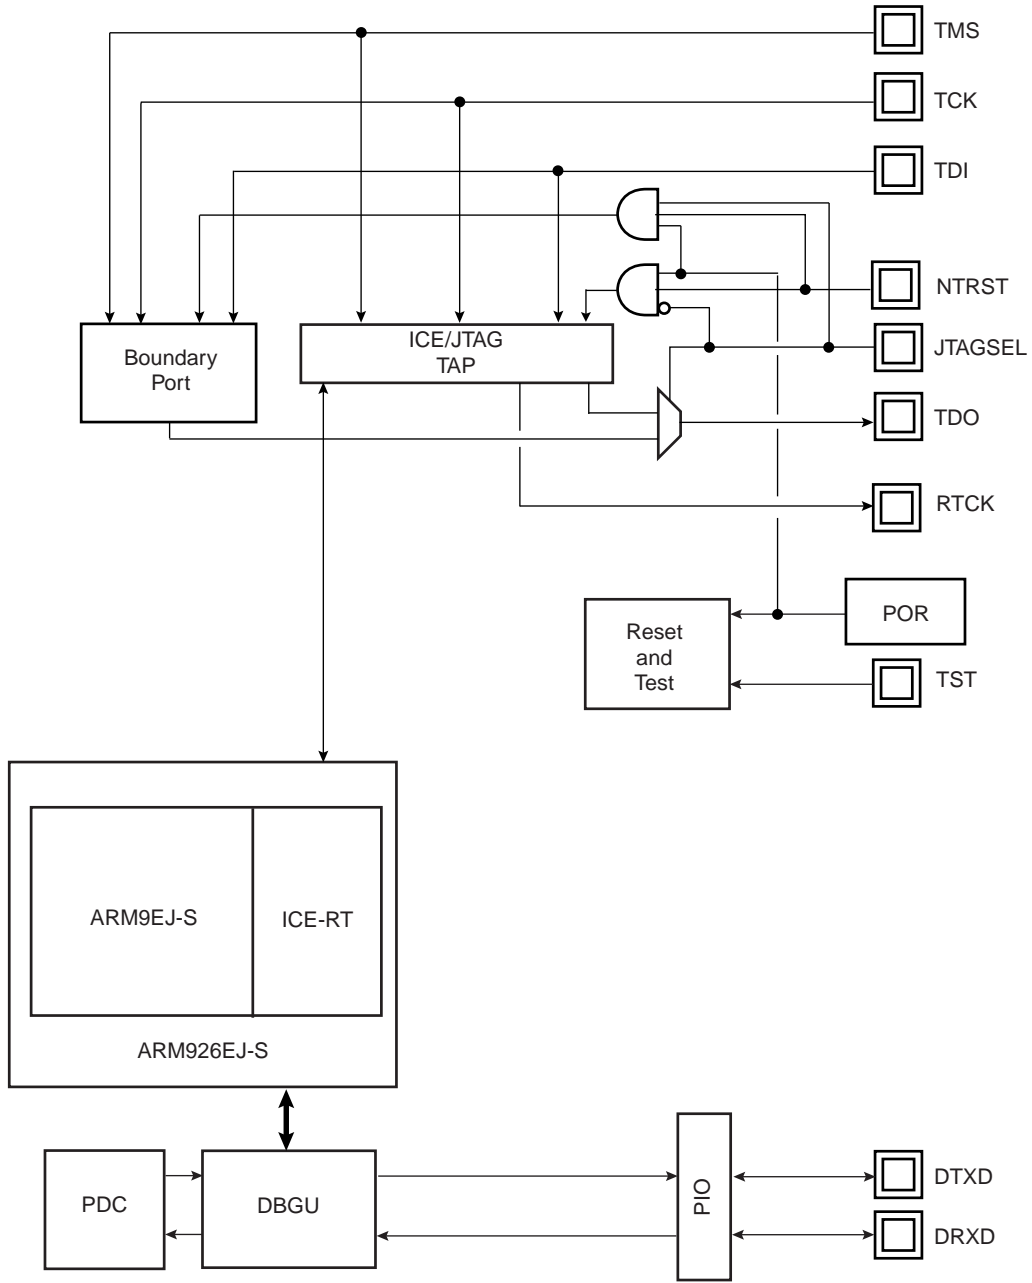 TMS
TCK
TDI
NTRST
JTAGSEL
TDO
RTCK
Boundary
Port
ICE/JTAG
TAP
POR
Reset
and
Test
TST
ARM9EJ-S
ICE-RT
ARM926EJ-S
PDC
DBGU
PIO
DTXD
DRXD